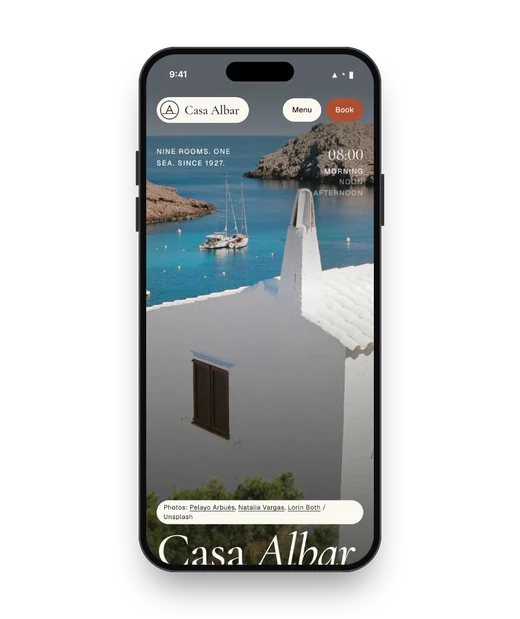 9:41
Casa Albar
Menu
Book
NINE ROOMS. ONE
SEA. SINCE 1927.
08:00
MORNING
NOON
AFTERNOON
Photos: Pelayo Arbués, Natalia Vargas, Lorin Both /
Unsplash
Casa Albar